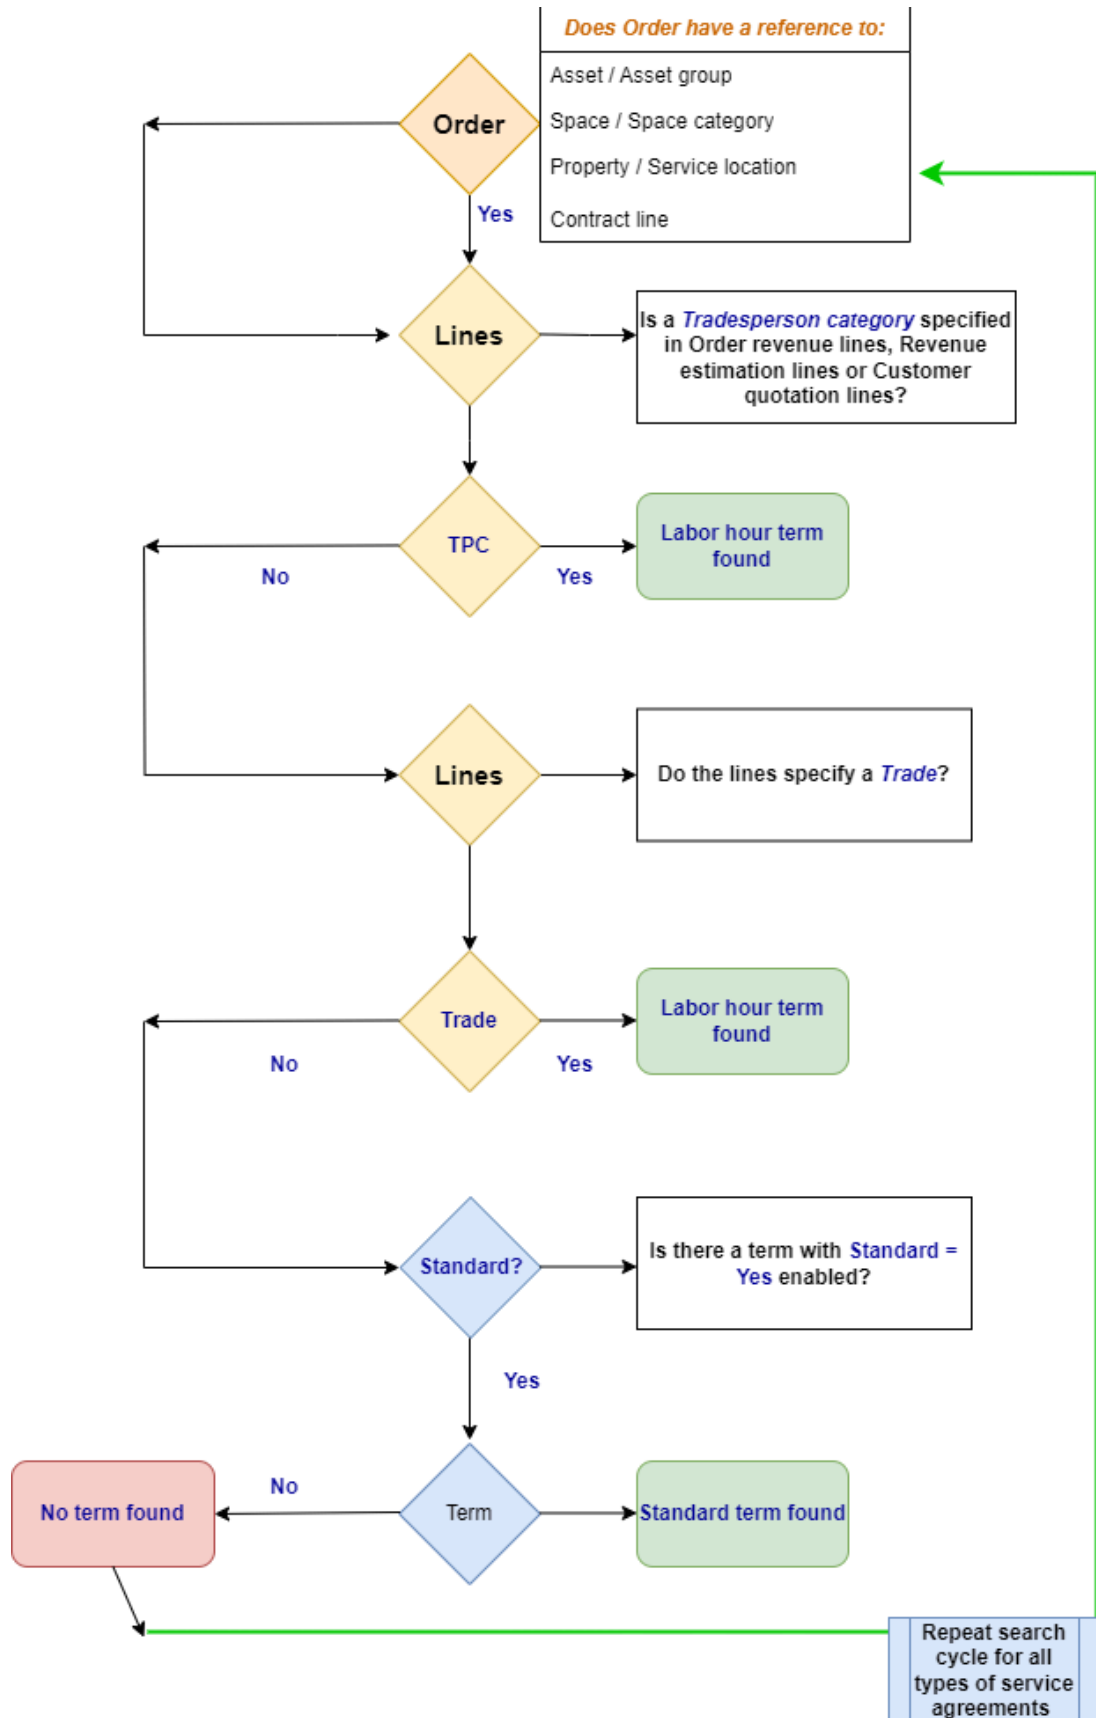 Does Order have a reference to:
Asset / Asset group
Space / Space category
Property / Service location
Contract line
Order
Yes
Lines
Is a Tradesperson category specified
in Order revenue lines, Revenue
estimation lines or Customer
quotation lines?
TPC
No
Yes
Labor hour term
found
Lines
Do the lines specify a Trade?
Trade
No
Yes
Labor hour term
found
Standard?
Is there a term with Standard =
Yes enabled?
Yes
No term found
No
Term
Standard term found
Repeat search
cycle for all
types of service
agreements